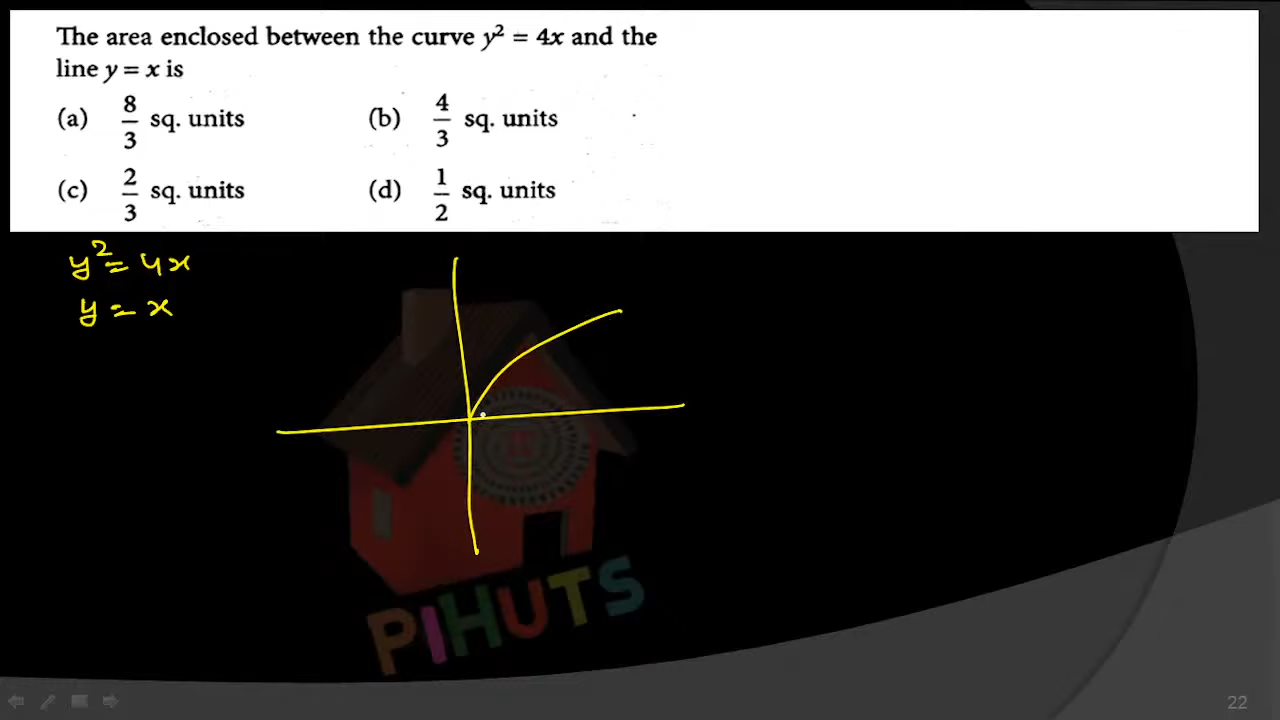 The area enclosed between the curve y² = 4x and the
line y = x is
(a) 8/3 sq. units (b) 4/3 sq. units
(c) 2/3 sq. units (d) 1/2 sq. units
y² = 4x
y = x
PIHUTS
22